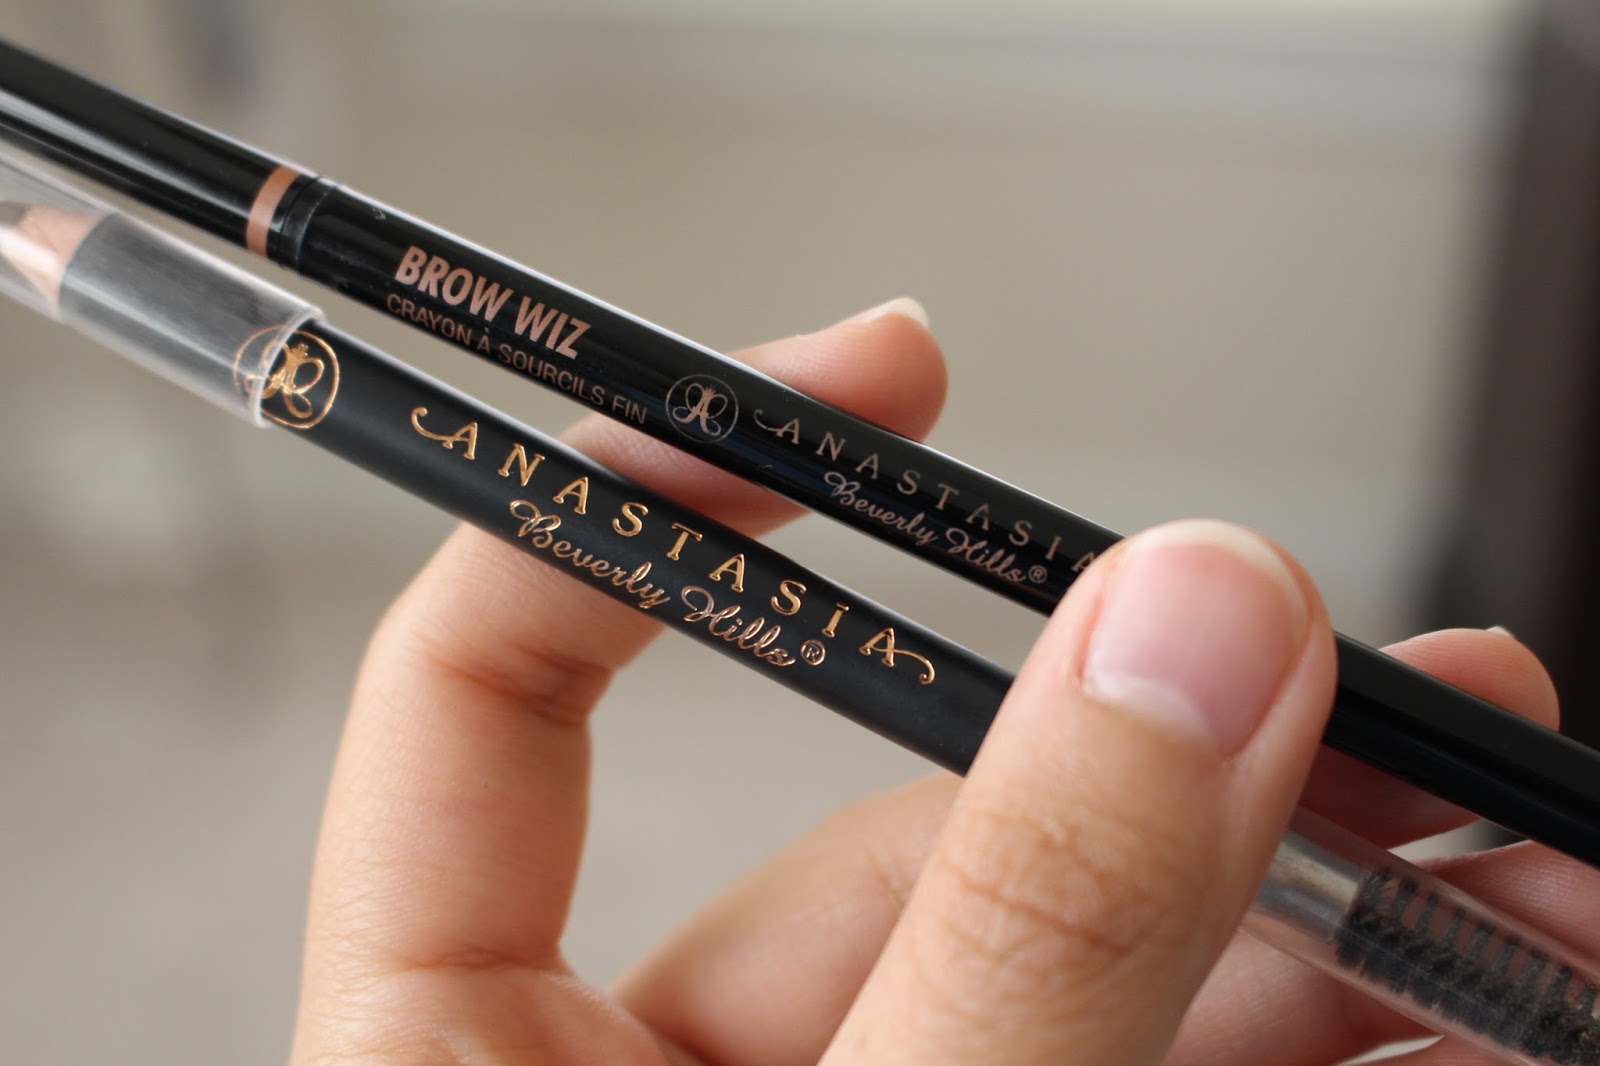 BROW WIZ
CRAYON À SOURCILS FIN
ANASTASIA
Beverly Hills®
ANASTASIA
Beverly Hills®